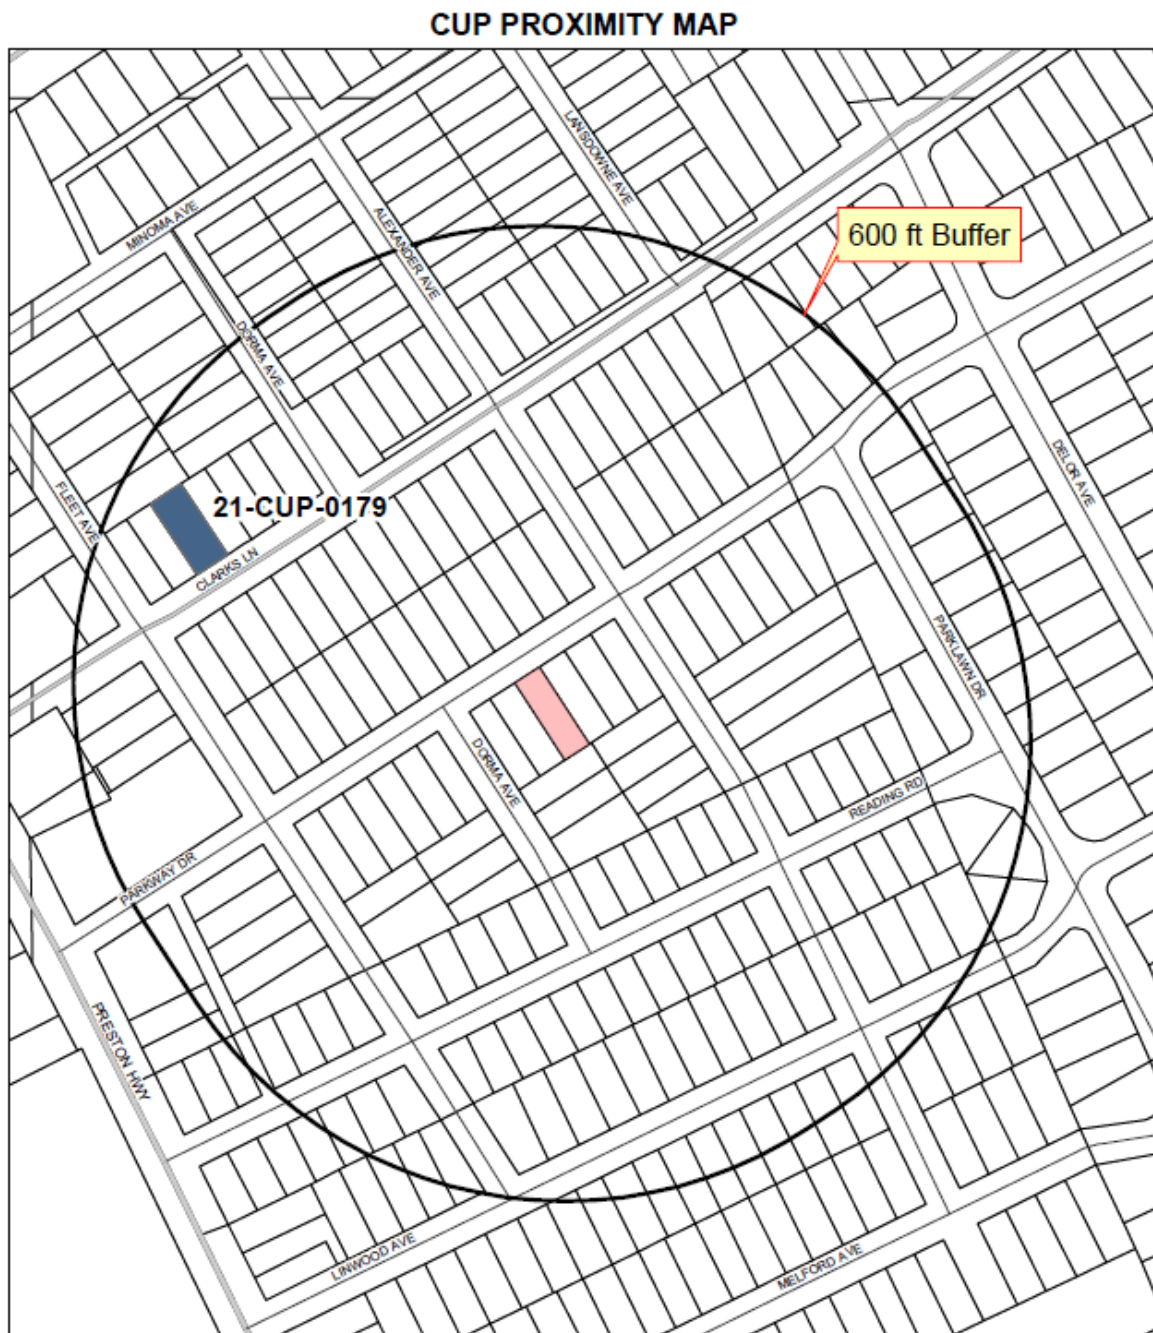 CUP PROXIMITY MAP
LANSDOWNE AVE
MINOMA AVE
ALEXANDER AVE
600 ft Buffer
DORMA AVE
DELOR AVE
FLEET AVE
21-CUP-0179
CLARKS LN
PARKLAWN DR
DORMA AVE
READING RD
PARKWAY DR
PRESTON HWY
LINWOOD AVE
MELFORD AVE